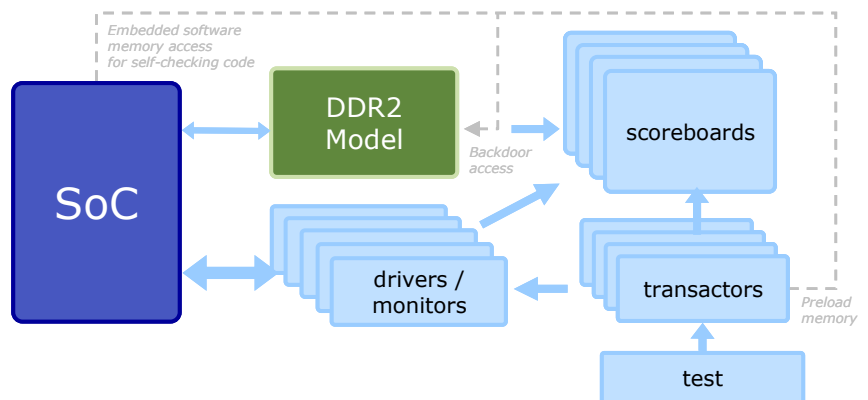 Embedded software
memory access
for self-checking code
DDR2
Model
scoreboards
Backdoor
access
SoC
drivers /
monitors
transactors
Preload
memory
test